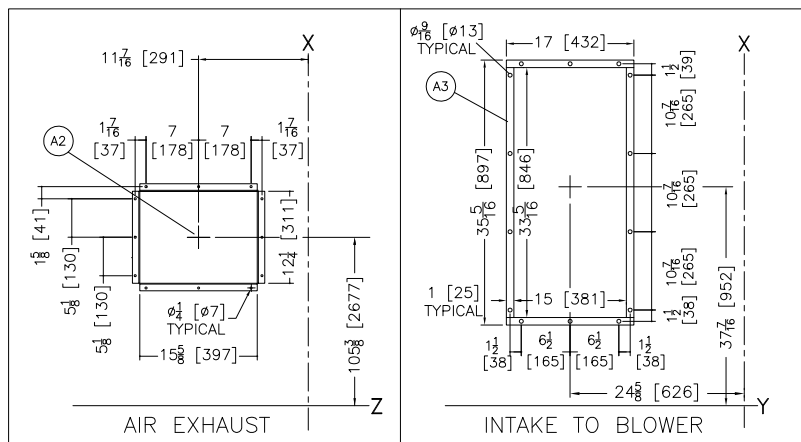 X
11 7/16 [291]
A2
1 7/16 [37]
7 [178]
7 [178]
1 7/16 [37]
1 5/8 [41]
5 1/8 [130]
5 1/8 [130]
12 1/4 [311]
ø1/4 [ø7]
TYPICAL
15 5/8 [397]
105 3/8 [2677]
Z
AIR EXHAUST
ø9/16 [ø13]
TYPICAL
17 [432]
X
A3
1 1/2 [39]
10 7/16 [265]
35 5/16 [897]
33 5/16 [846]
10 7/16 [265]
10 7/16 [265]
1 [25]
TYPICAL
15 [381]
1 1/2 [38]
37 7/16 [952]
1 1/2 [38]
6 1/2 [165]
6 1/2 [165]
1 1/2 [38]
24 5/8 [626]
Y
INTAKE TO BLOWER